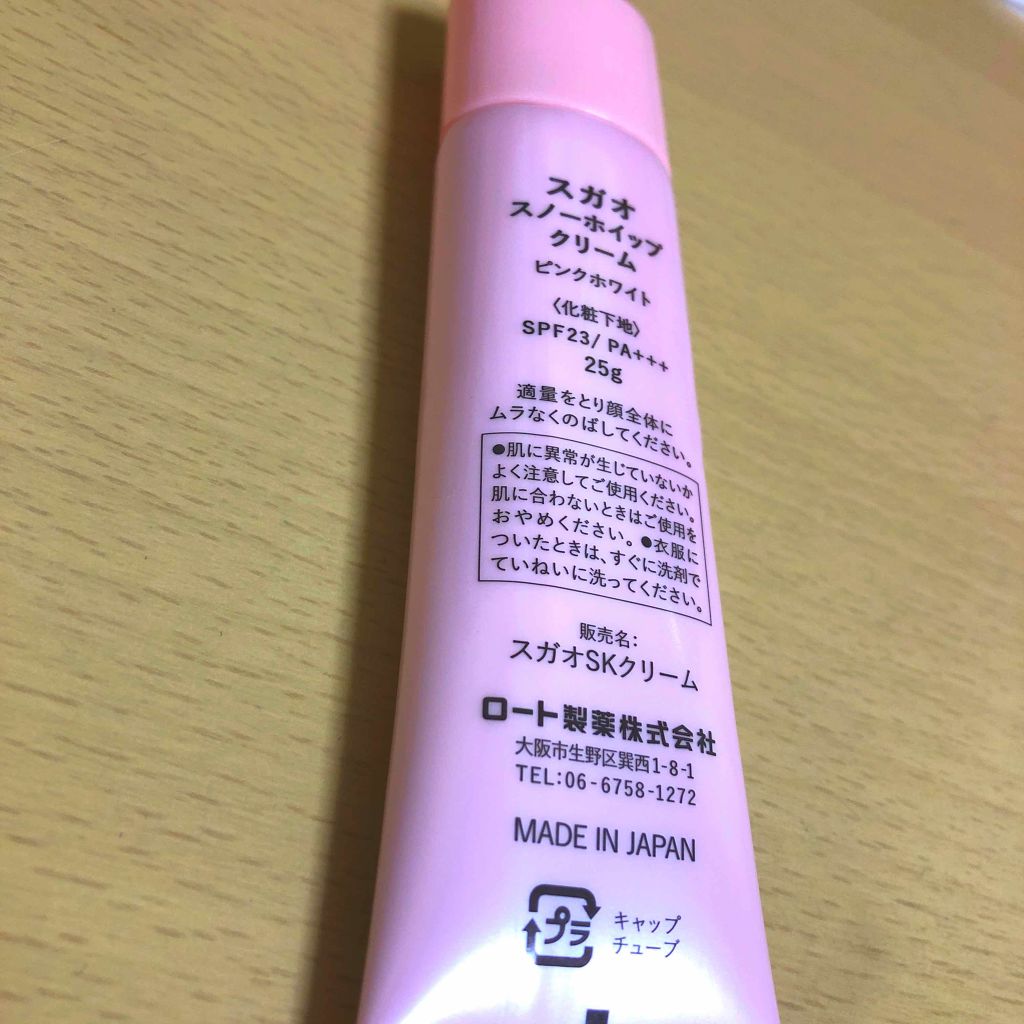 スガオ
スノーホイップ
クリーム
ピンクホワイト
〈化粧下地〉
SPF23/ PA+++
25g
適量をとり顔全体に
ムラなくのばしてください。
●肌に異常が生じていないか
よく注意してご使用ください。
肌に合わないときはご使用を
おやめください。●衣服に
ついたときは、すぐに洗剤で
ていねいに洗ってください。
販売名:
スガオSKクリーム
ロート製薬株式会社
大阪市生野区巽西1-8-1
TEL:06-6758-1272
MADE IN JAPAN
プラ
キャップ
チューブ